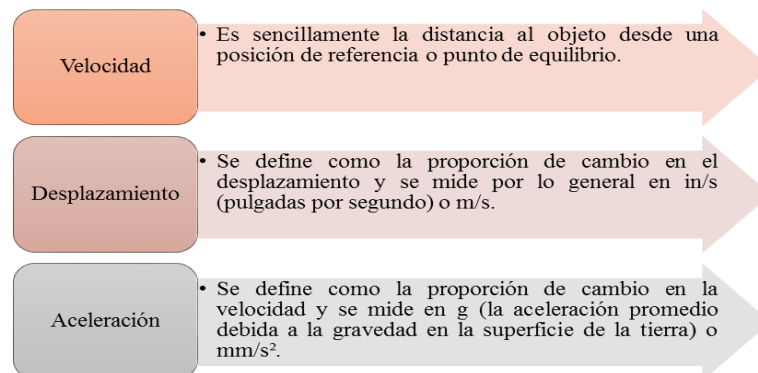 Velocidad
• Es sencillamente la distancia al objeto desde una
posición de referencia o punto de equilibrio.
Desplazamiento
• Se define como la proporción de cambio en el
desplazamiento y se mide por lo general en in/s
(pulgadas por segundo) o m/s.
Aceleración
• Se define como la proporción de cambio en la
velocidad y se mide en g (la aceleración promedio
debida a la gravedad en la superficie de la tierra) o
mm/s².